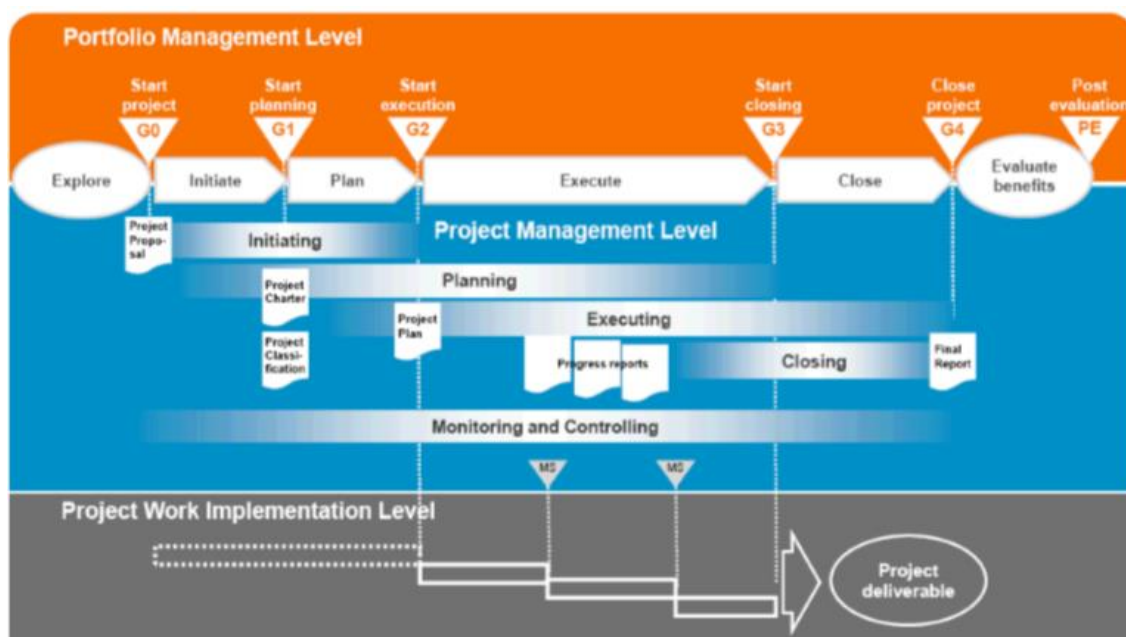 Portfolio Management Level
Start
project
G0
Start
planning
G1
Start
execution
G2
Start
closing
G3
Close
project
G4
Post
evaluation
PE
Explore
Initiate
Plan
Execute
Close
Evaluate
benefits
Project Management Level
Project
Propo-
sal
Initiating
Planning
Project
Charter
Project
Classi-
fication
Project
Plan
Executing
Progress reports
Closing
Final
Report
Monitoring and Controlling
MS
MS
Project Work Implementation Level
Project
deliverable